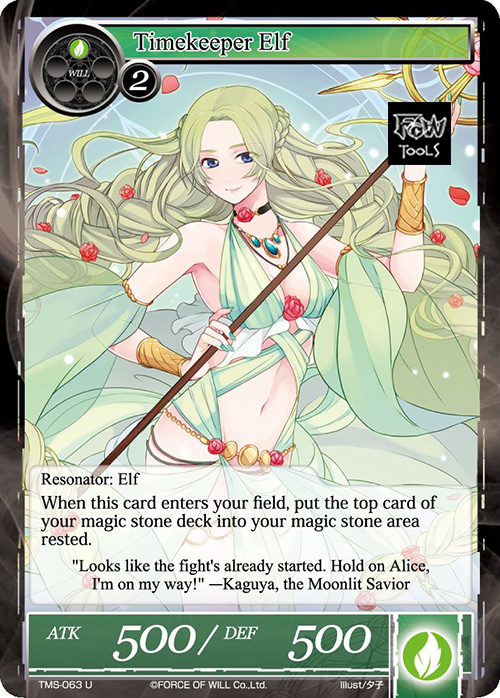 Timekeeper Elf
WILL
2
FOW
TOOLS
Resonator: Elf
When this card enters your field, put the top card of
your magic stone deck into your magic stone area
rested.
"Looks like the fight's already started. Hold on Alice,
I'm on my way!" —Kaguya, the Moonlit Savior
ATK 500 / DEF 500
TMS-063 U ©FORCE OF WILL Co.,Ltd. Illust/夕子